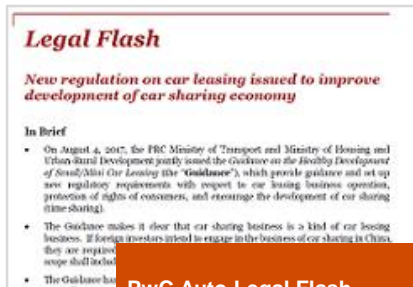 Legal Flash
New regulation on car leasing issued to improve
development of car sharing economy
In Brief
• On August 4, 2017, the PRC Ministry of Transport and Ministry of Housing and
Urban-Rural Development jointly issued the Guidance on the Healthy Development
of Small/Mini Car Leasing (the “Guidance”), which provide guidance and set up
new regulatory requirements with respect to car leasing business operation,
protection of rights of consumers, and encourage the development of car sharing
(time sharing).
• The Guidance makes it clear that car sharing business is a kind of car leasing
business. If foreign investors intend to engage in the business of car sharing in China,
they are required
scope shall includ
• The Guidance has
PwC Auto Legal Flash